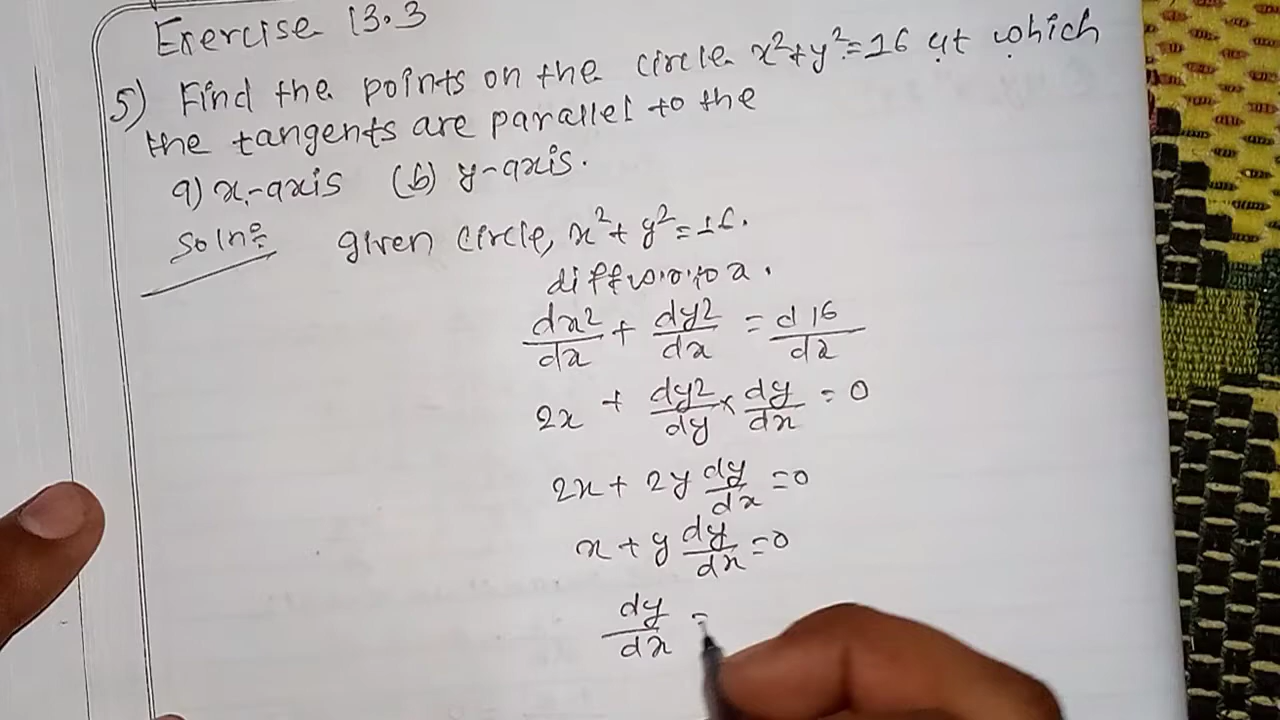 Exercise 13.3
5) Find the points on the circle x²+y²=16 at which
the tangents are parallel to the
a) x-axis (b) y-axis.
Soln: given circle, x²+y²=16.
diff w.r.to x.
dx²/dx + dy²/dx = d16/dx
2x + dy²/dy × dy/dx = 0
2x + 2y dy/dx = 0
x + y dy/dx = 0
dy/dx =